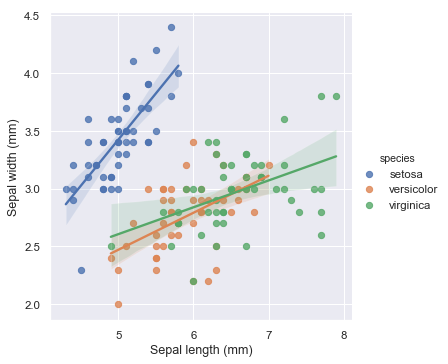 4.5
4.0
3.5
3.0
2.5
2.0
Sepal width (mm)
5 6 7 8
Sepal length (mm)
species
setosa
versicolor
virginica